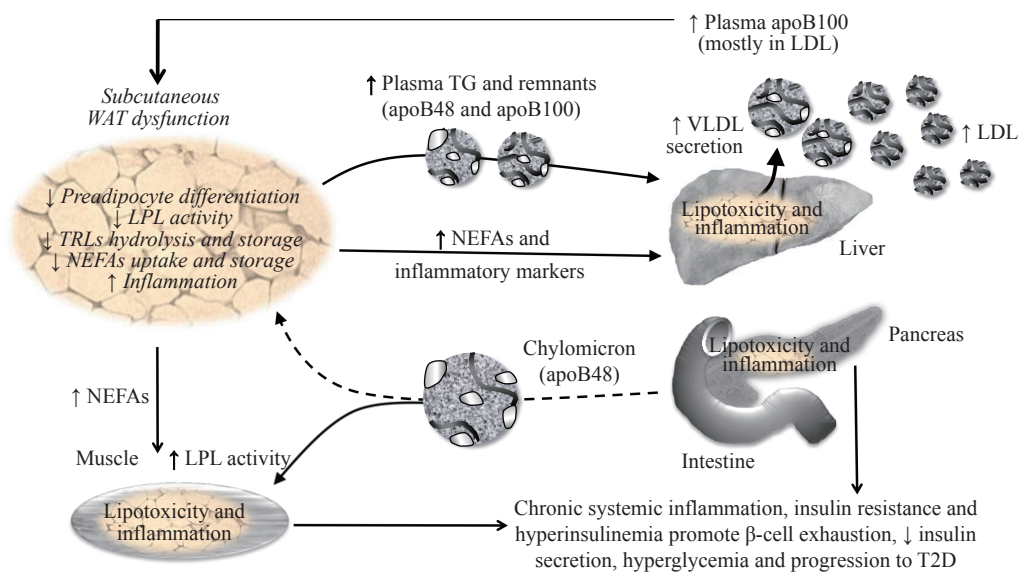 ↑ Plasma apoB100
(mostly in LDL)
Subcutaneous
WAT dysfunction
↑ Plasma TG and remnants
(apoB48 and apoB100)
↑ VLDL
secretion
↑ LDL
↓ Preadipocyte differentiation
↓ LPL activity
↓ TRLs hydrolysis and storage
↓ NEFAs uptake and storage
↑ Inflammation
Lipotoxicity and
inflammation
Liver
↑ NEFAs and
inflammatory markers
Chylomicron
(apoB48)
Lipotoxicity and
inflammation
Pancreas
Intestine
↑ NEFAs
Muscle
↑ LPL activity
Lipotoxicity and
inflammation
Chronic systemic inflammation, insulin resistance and
hyperinsulinemia promote β-cell exhaustion, ↓ insulin
secretion, hyperglycemia and progression to T2D